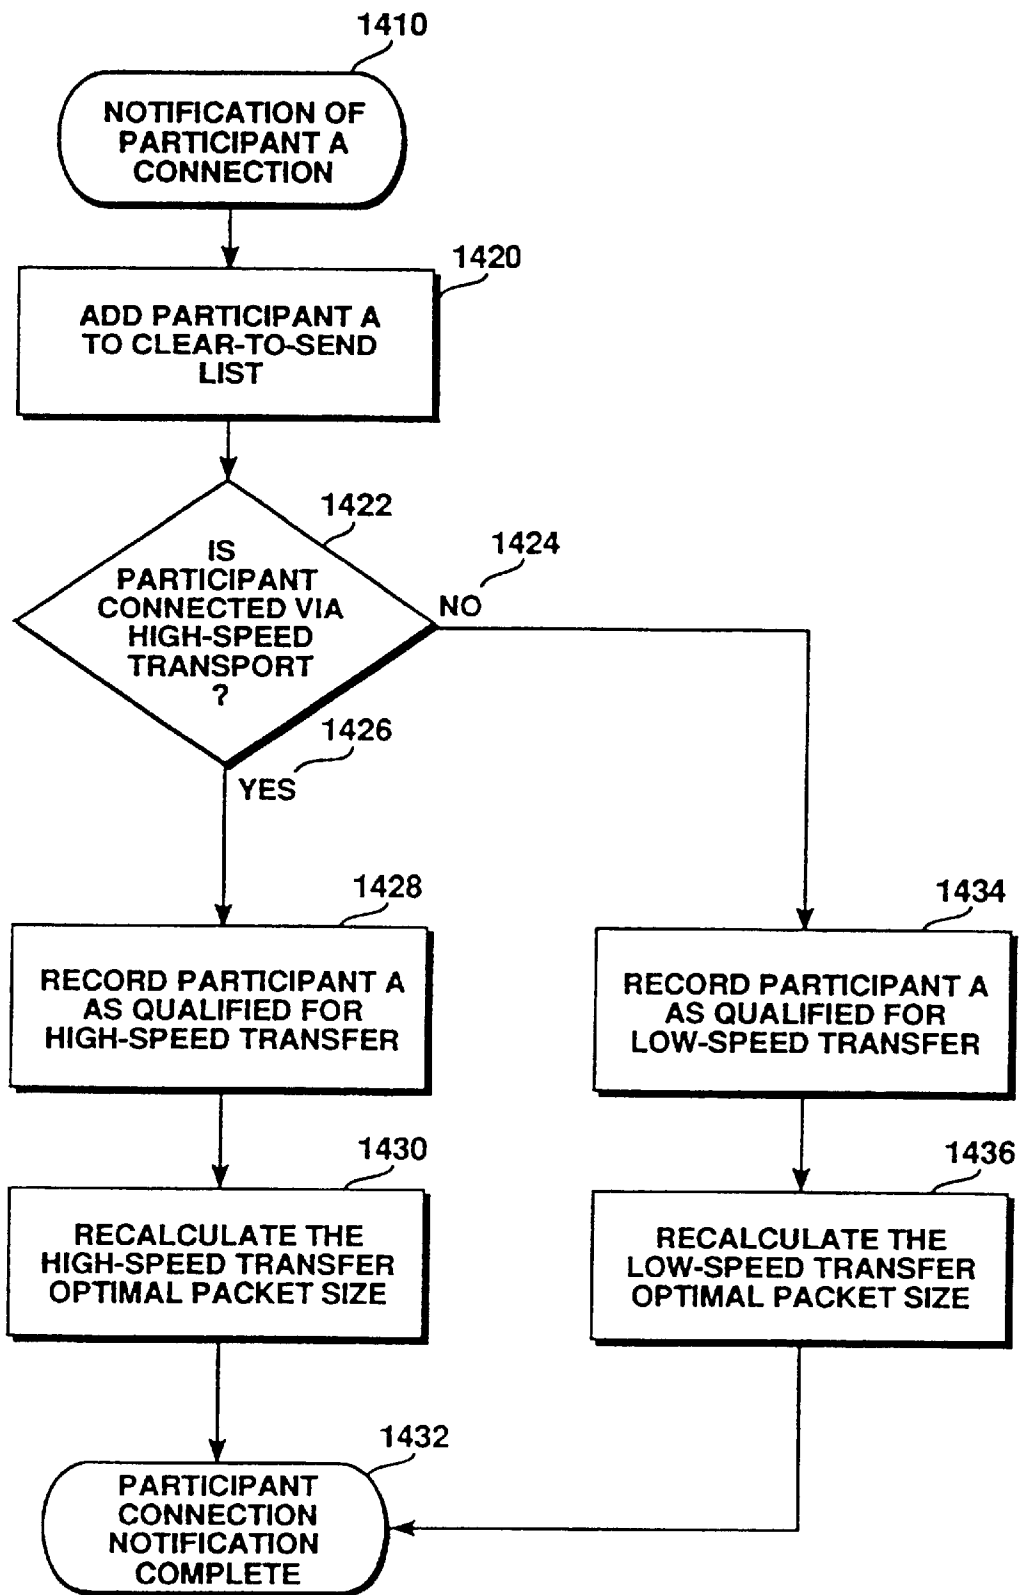 1410
NOTIFICATION OF
PARTICIPANT A
CONNECTION
1420
ADD PARTICIPANT A
TO CLEAR-TO-SEND
LIST
1422
IS
PARTICIPANT
CONNECTED VIA
HIGH-SPEED
TRANSPORT
?
1424
NO
1426
YES
1428
RECORD PARTICIPANT A
AS QUALIFIED FOR
HIGH-SPEED TRANSFER
1434
RECORD PARTICIPANT A
AS QUALIFIED FOR
LOW-SPEED TRANSFER
1430
RECALCULATE THE
HIGH-SPEED TRANSFER
OPTIMAL PACKET SIZE
1436
RECALCULATE THE
LOW-SPEED TRANSFER
OPTIMAL PACKET SIZE
1432
PARTICIPANT
CONNECTION
NOTIFICATION
COMPLETE